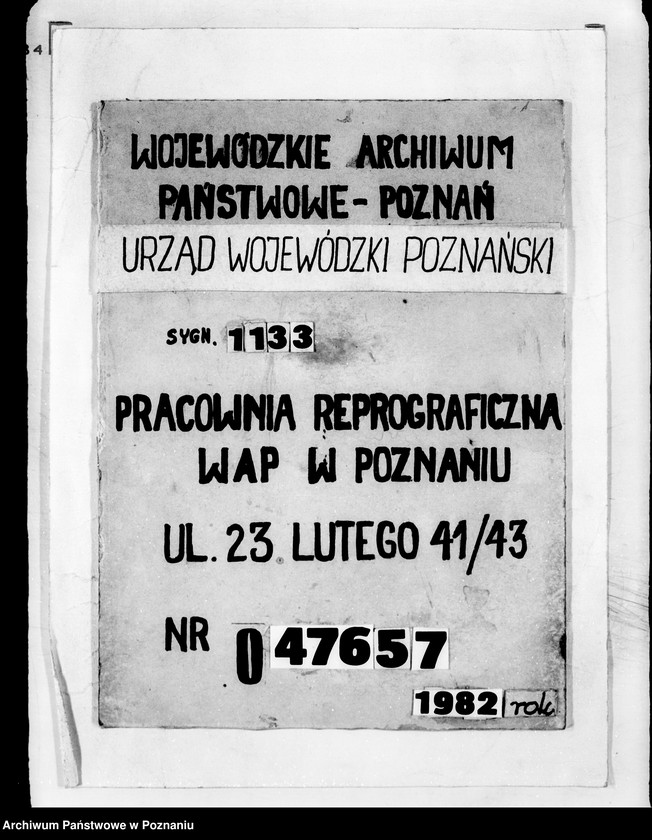 WOJEWÓDZKIE ARCHIWUM
PAŃSTWOWE - POZNAŃ
URZĄD WOJEWÓDZKI POZNAŃSKI
SYGN. 1133
PRACOWNIA REPROGRAFICZNA
WAP W POZNANIU
UL. 23 LUTEGO 41/43
NR 047657
1982 rok
Archiwum Państwowe w Poznaniu